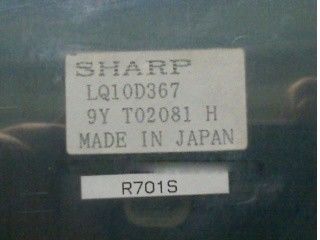 SHARP
LQ10D367
9Y T02081 H
MADE IN JAPAN
R701S